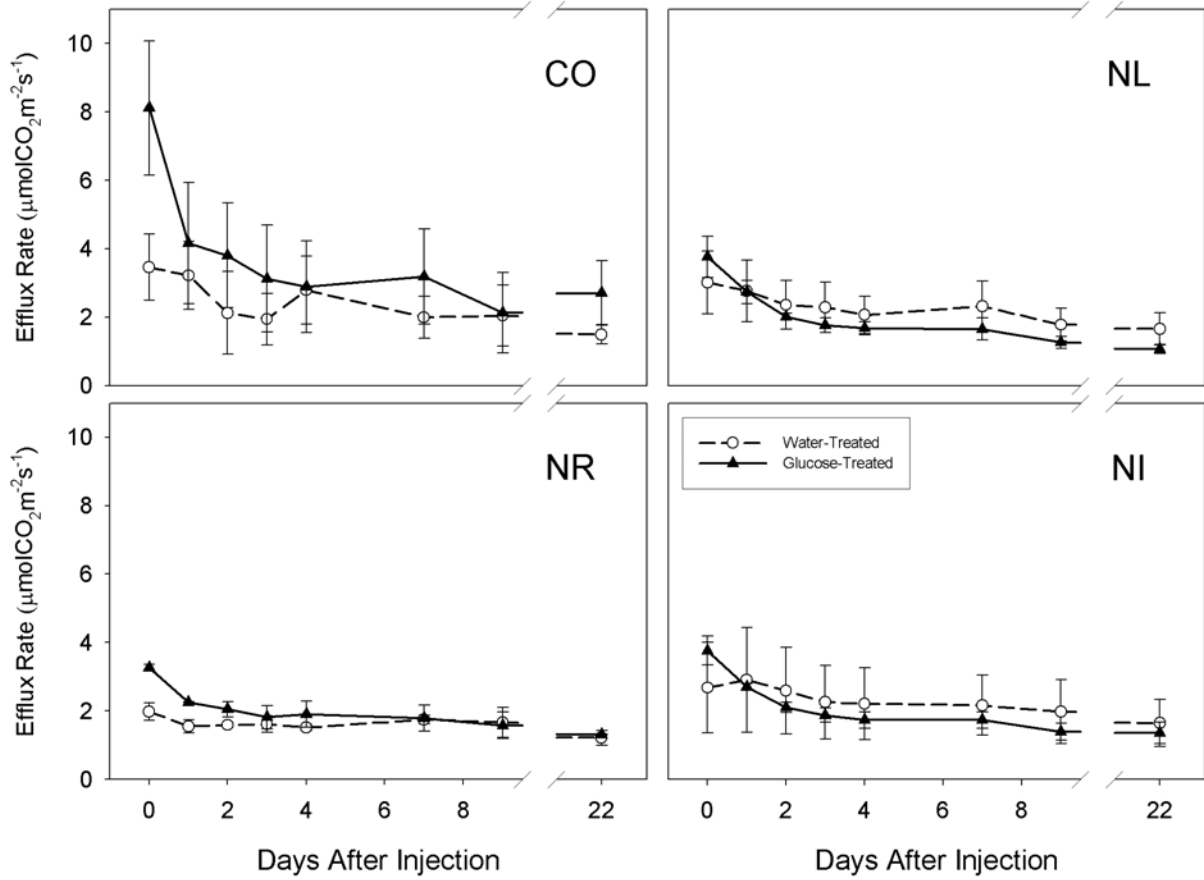 CO
NL
Efflux Rate (μmolCO₂m⁻²s⁻¹)
10
8
6
4
2
0
NR
NI
Water-Treated
Glucose-Treated
Efflux Rate (μmolCO₂m⁻²s⁻¹)
10
8
6
4
2
0
0 2 4 6 8 22
0 2 4 6 8 22
Days After Injection
Days After Injection